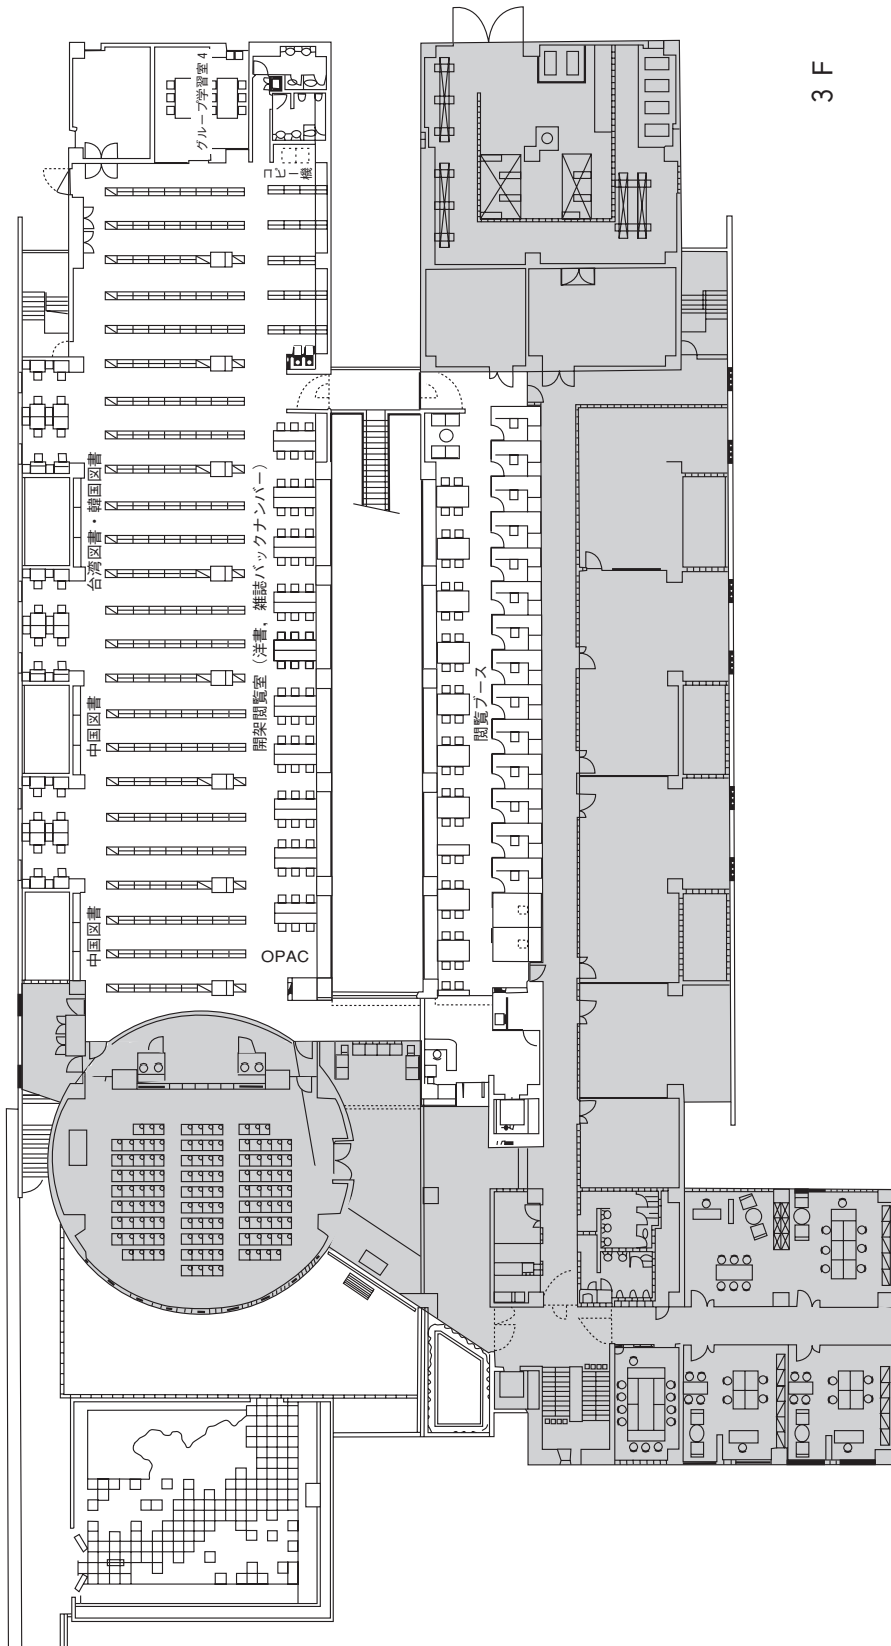 3F
グループ学習室4
コピー機
台湾図書・韓国図書
開架閲覧室（洋書，雑誌バックナンバー）
中国図書
閲覧ブース
中国図書
OPAC